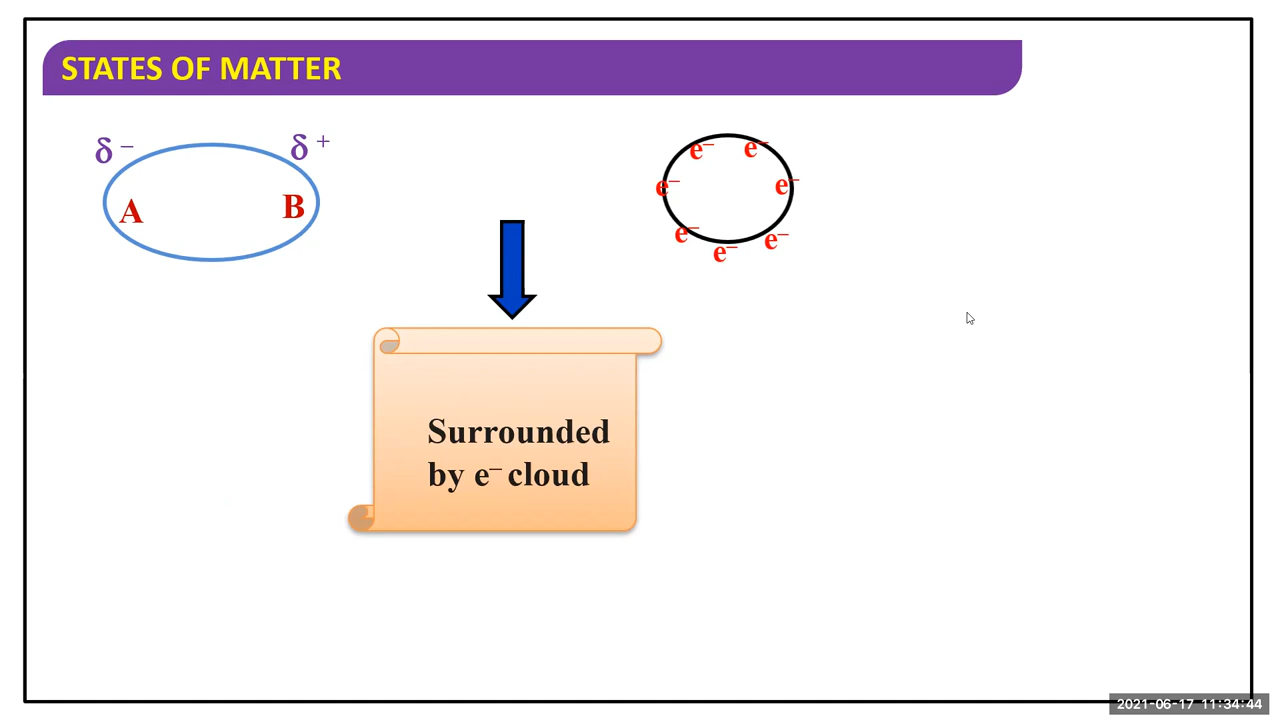 STATES OF MATTER
δ⁻ δ⁺
A B
e⁻ e⁻
e⁻ e⁻
e⁻ e⁻
e⁻
Surrounded
by e⁻ cloud
2021-06-17 11:34:44